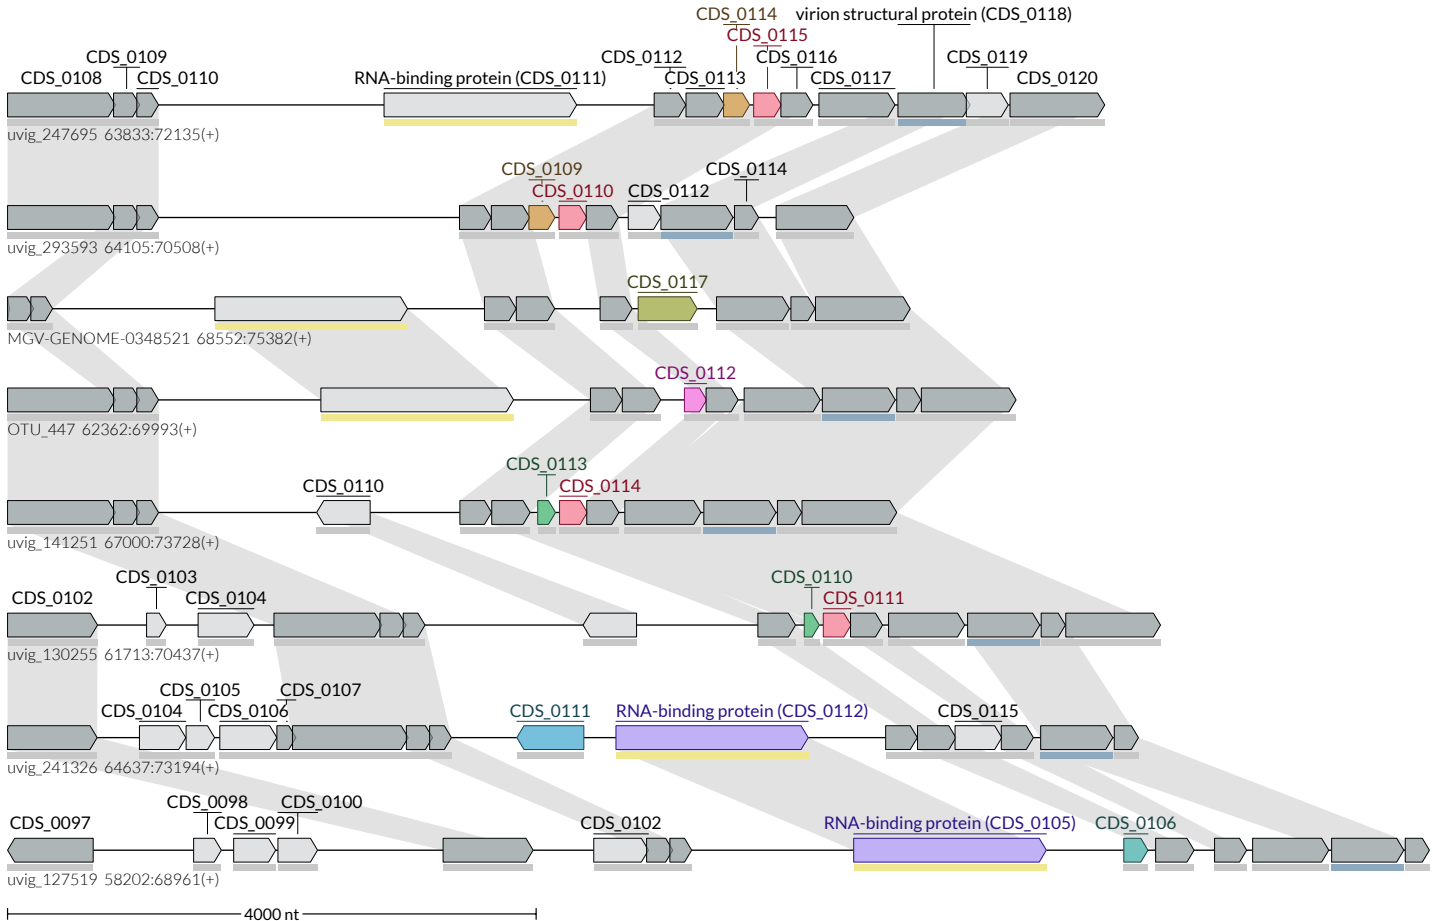 CDS_0114 virion structural protein (CDS_0118)
CDS_0115
CDS_0109 CDS_0112 CDS_0116 CDS_0119
CDS_0108 CDS_0110 RNA-binding protein (CDS_0111) CDS_0113 CDS_0117 CDS_0120
uvig_247695 63833:72135(+)
CDS_0109 CDS_0114
CDS_0110 CDS_0112
uvig_293593 64105:70508(+)
CDS_0117
MGV-GENOME-0348521 68552:75382(+)
CDS_0112
OTU_447 62362:69993(+)
CDS_0113
CDS_0110 CDS_0114
uvig_141251 67000:73728(+)
CDS_0103 CDS_0110
CDS_0102 CDS_0104 CDS_0111
uvig_130255 61713:70437(+)
CDS_0105 CDS_0107
CDS_0104 CDS_0106 CDS_0111 RNA-binding protein (CDS_0112) CDS_0115
uvig_241326 64637:73194(+)
CDS_0098 CDS_0100
CDS_0097 CDS_0099 CDS_0102 RNA-binding protein (CDS_0105) CDS_0106
uvig_127519 58202:68961(+)
4000 nt